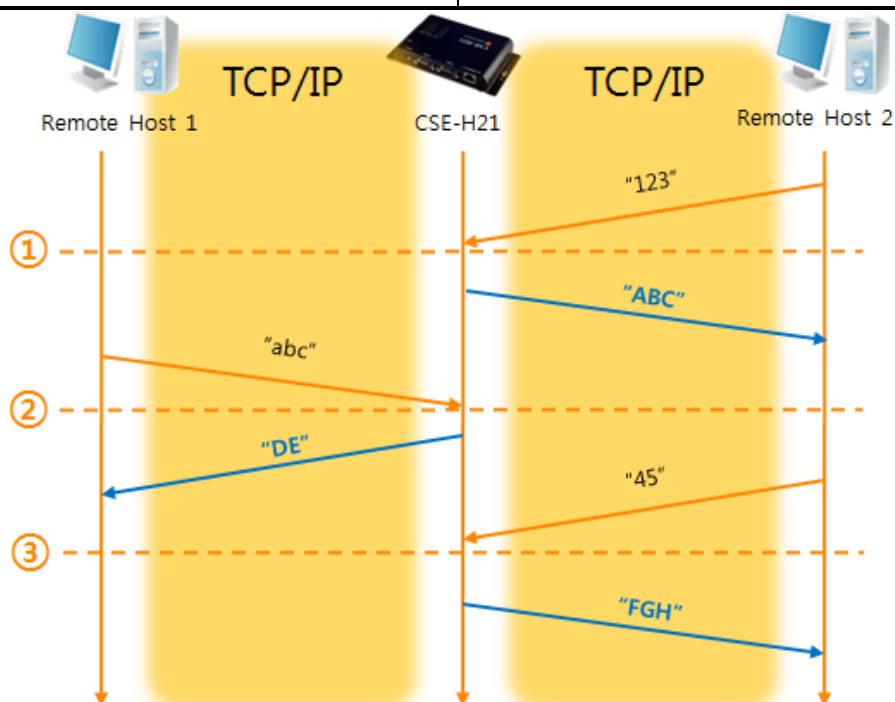 TCP/IP
TCP/IP
Remote Host 1
CSE-H21
Remote Host 2
"123"
①
"ABC"
"abc"
②
"DE"
"45"
③
"FGH"